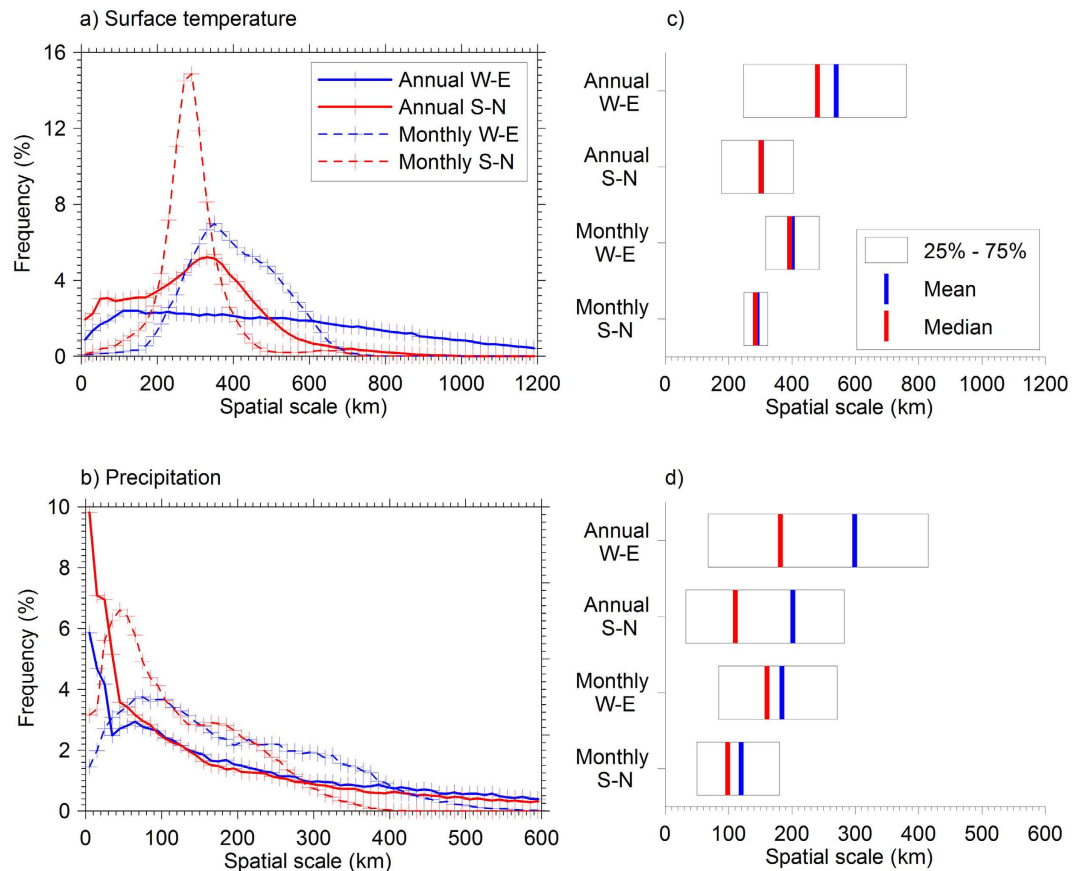 a) Surface temperature
16
12
8
4
0
Frequency (%)
Annual W-E
Annual S-N
Monthly W-E
Monthly S-N
0 200 400 600 800 1000 1200
Spatial scale (km)
c)
Annual
W-E
Annual
S-N
Monthly
W-E
Monthly
S-N
25% - 75%
Mean
Median
0 200 400 600 800 1000 1200
Spatial scale (km)
b) Precipitation
10
8
6
4
2
0
Frequency (%)
0 100 200 300 400 500 600
Spatial scale (km)
d)
Annual
W-E
Annual
S-N
Monthly
W-E
Monthly
S-N
0 100 200 300 400 500 600
Spatial scale (km)